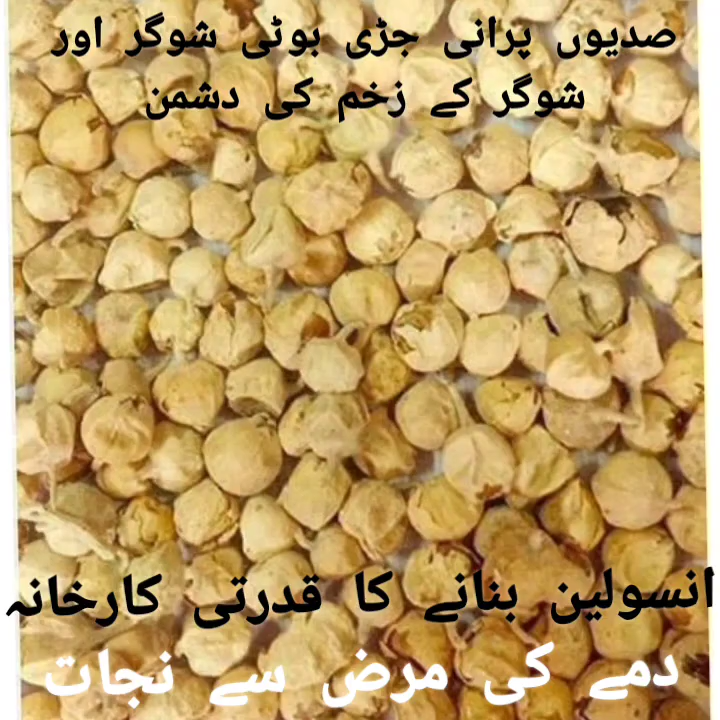 صدیوں پرانی جڑی بوٹی شوگر اور
شوگر کے زخم کی دشمن
انسولین بنانے کا قدرتی کارخانہ
دمے کی مرض سے نجات